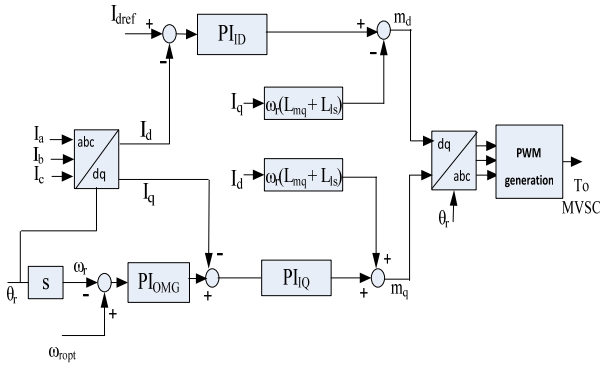 Idref
+
-
PI_ID
+
-
m_d
I_q
ω_r(L_mq + L_ls)
I_a
I_b
I_c
abc
dq
I_d
I_q
I_d
ω_r(L_mq + L_ls)
dq
abc
PWM
generation
To
MVSC
θ_r
θ_r
s
ω_r
-
+
PI_OMG
-
+
PI_IQ
+
+
m_q
ω_ropt